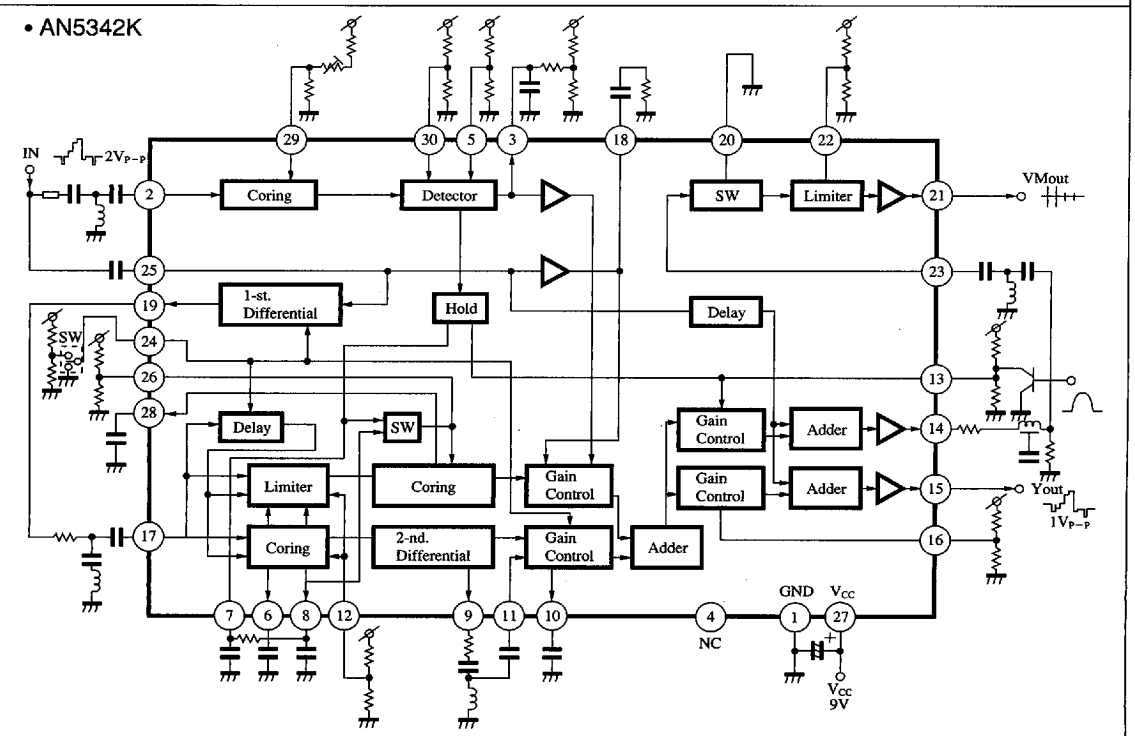 • AN5342K
29
30
5
3
18
20
22
IN
2VP-P
2
Coring
Detector
SW
Limiter
21
VMout
25
23
19
1-st.
Differential
Hold
Delay
SW
24
26
13
28
Delay
SW
Gain
Control
Adder
14
Limiter
Coring
Gain
Control
Gain
Control
Adder
15
Yout
1VP-P
17
Coring
2-nd.
Differential
Gain
Control
Adder
16
7
6
8
12
9
11
10
4
NC
GND
1
VCC
27
+
VCC
9V